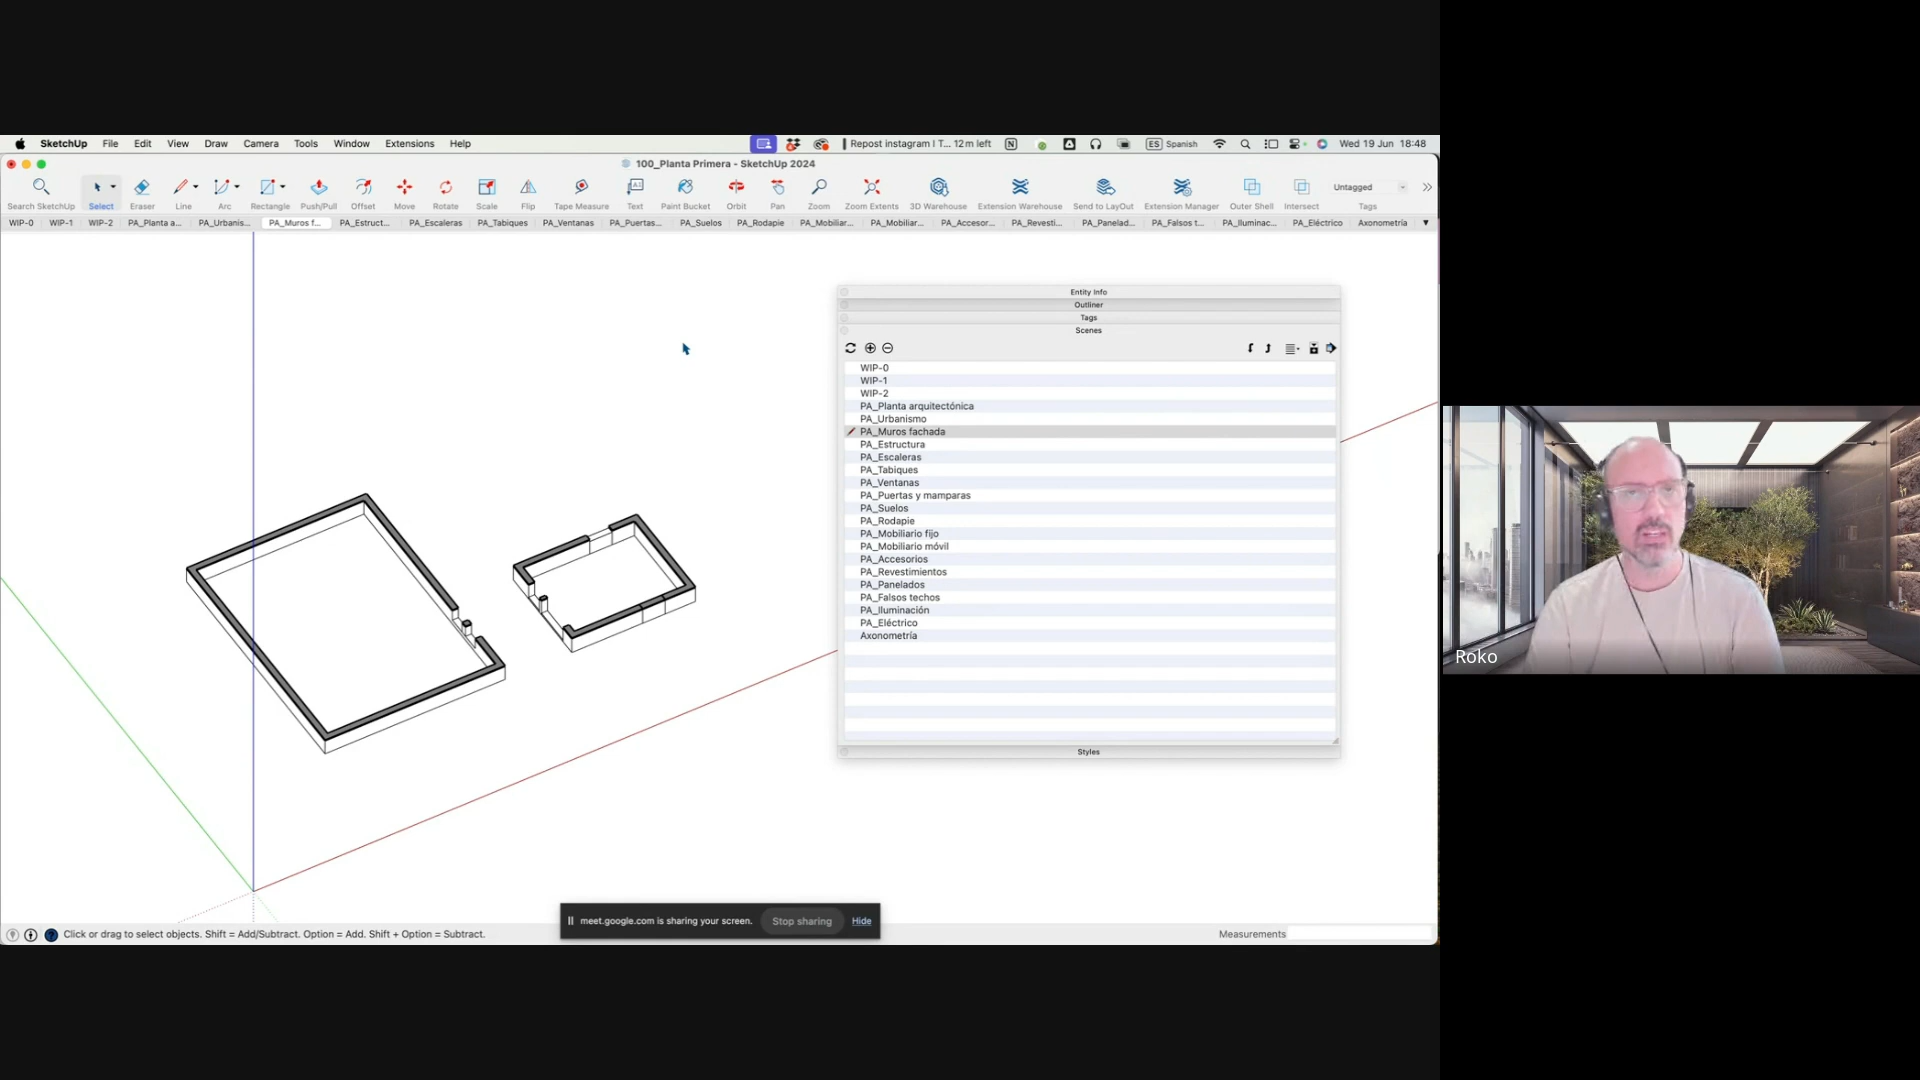 SketchUp File Edit View Draw Camera Tools Window Extensions Help
Repost instagram I T... 12m left
ES Spanish
Wed 19 Jun 18:48
100_Planta Primera - SketchUp 2024
Search SketchUp Select Eraser Line Arc Rectangle Push/Pull Offset Move Rotate Scale Flip Tape Measure Text Paint Bucket Orbit Pan Zoom Zoom Extents 3D Warehouse Extension Warehouse Send to LayOut Extension Manager Outer Shell Intersect Untagged Tags
WIP-0 WIP-1 WIP-2 PA_Planta a... PA_Urbanis... PA_Muros f... PA_Estruct... PA_Escaleras PA_Tabiques PA_Ventanas PA_Puertas... PA_Suelos PA_Rodapie PA_Mobiliar... PA_Mobiliar... PA_Accesor... PA_Revesti... PA_Panelad... PA_Falsos t... PA_Iluminac... PA_Eléctrico Axonometría
Entity Info
Outliner
Tags
Scenes
WIP-0
WIP-1
WIP-2
PA_Planta arquitectónica
PA_Urbanismo
PA_Muros fachada
PA_Estructura
PA_Escaleras
PA_Tabiques
PA_Ventanas
PA_Puertas y mamparas
PA_Suelos
PA_Rodapie
PA_Mobiliario fijo
PA_Mobiliario móvil
PA_Accesorios
PA_Revestimientos
PA_Panelados
PA_Falsos techos
PA_Iluminación
PA_Eléctrico
Axonometría
Styles
Roko
meet.google.com is sharing your screen. Stop sharing Hide
Click or drag to select objects. Shift = Add/Subtract. Option = Add. Shift + Option = Subtract.
Measurements